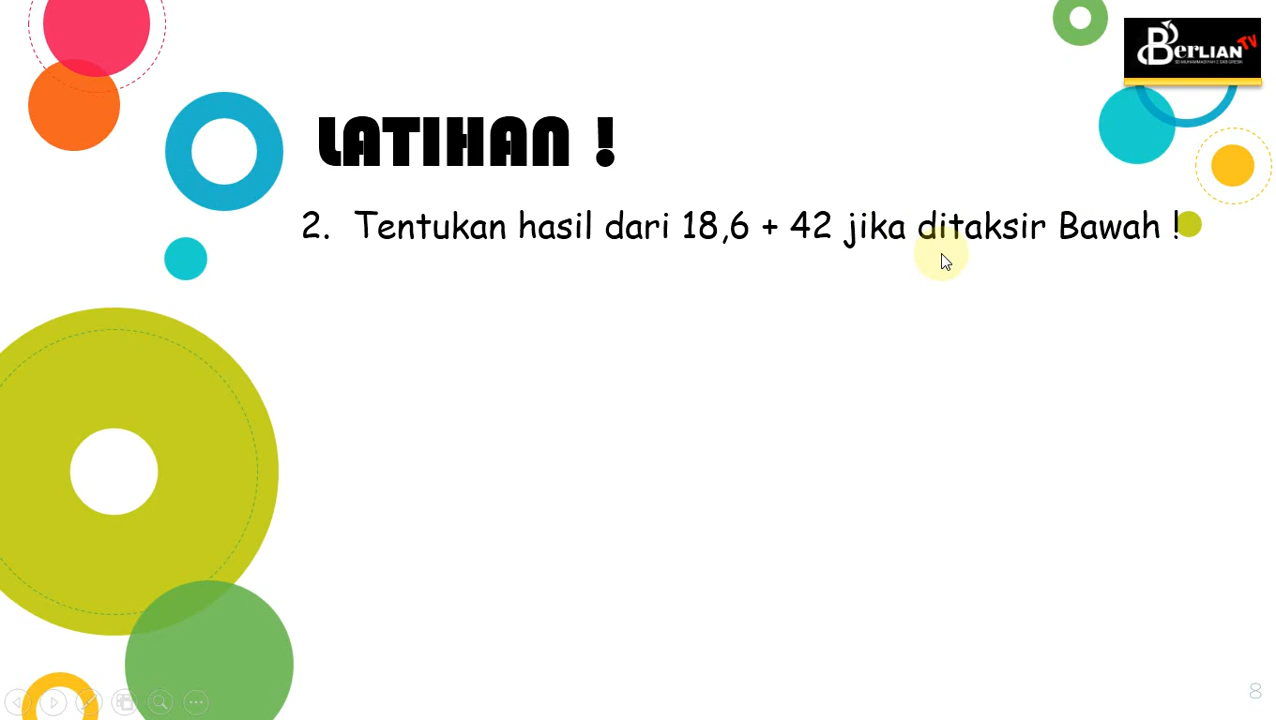 BERLIAN TV
LATIHAN !
2. Tentukan hasil dari 18,6 + 42 jika ditaksir Bawah !
8